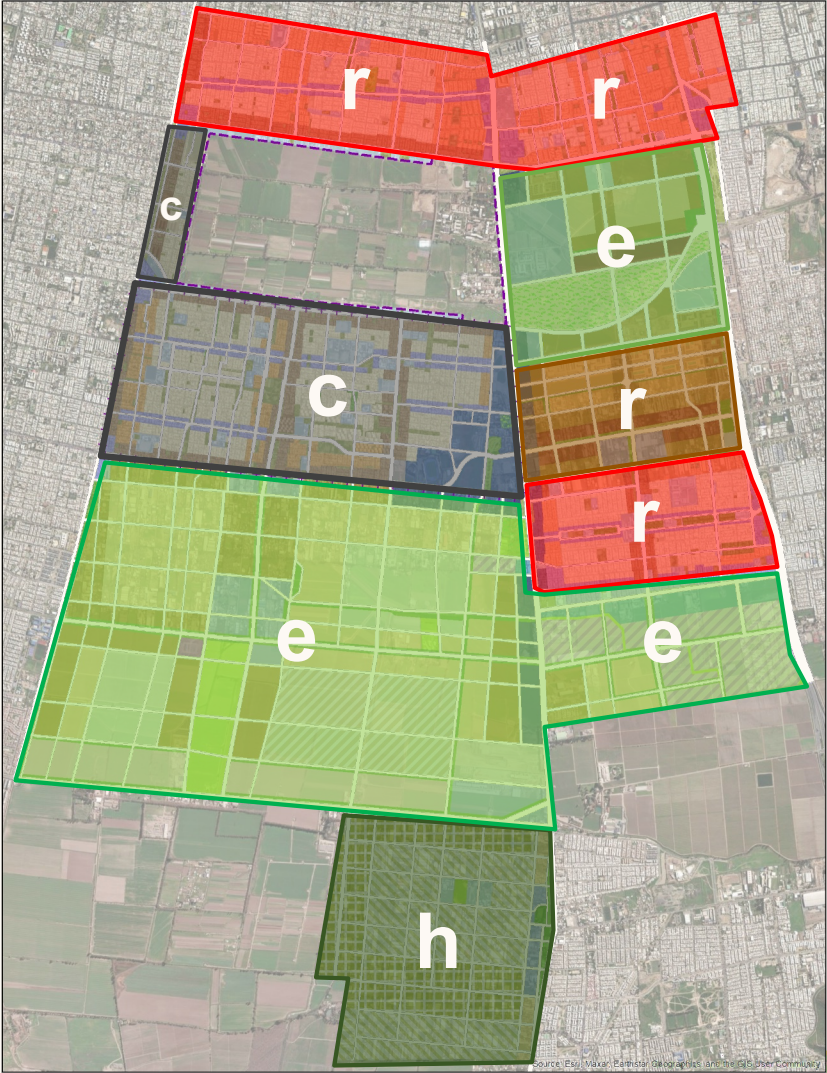 r
r
c
e
c
r
r
e
e
h
Source: Esri, Maxar, Earthstar Geographics, and the GIS User Community